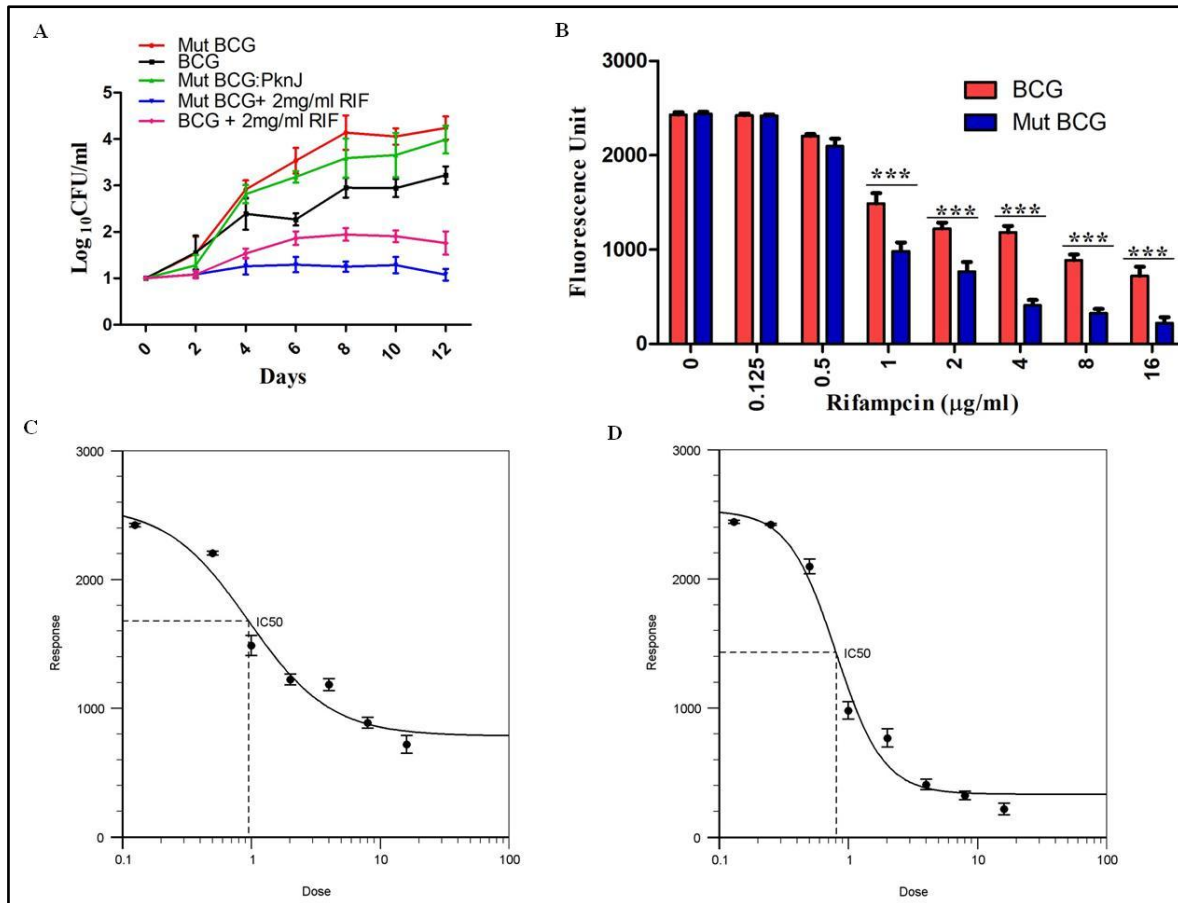 A
Mut BCG
BCG
Mut BCG:PknJ
Mut BCG+ 2mg/ml RIF
BCG + 2mg/ml RIF
Log 10CFU/ml
5
4
3
2
1
0
0 2 4 6 8 10 12
Days
B
BCG
Mut BCG
Fluorescence Unit
3000
2000
1000
0
*** *** *** *** ***
0 0.125 0.5 1 2 4 8 16
Rifampcin (μg/ml)
C
Response
3000
2000
1000
0
IC50
0.1 1 10 100
Dose
D
Response
3000
2000
1000
0
IC50
0.1 1 10 100
Dose